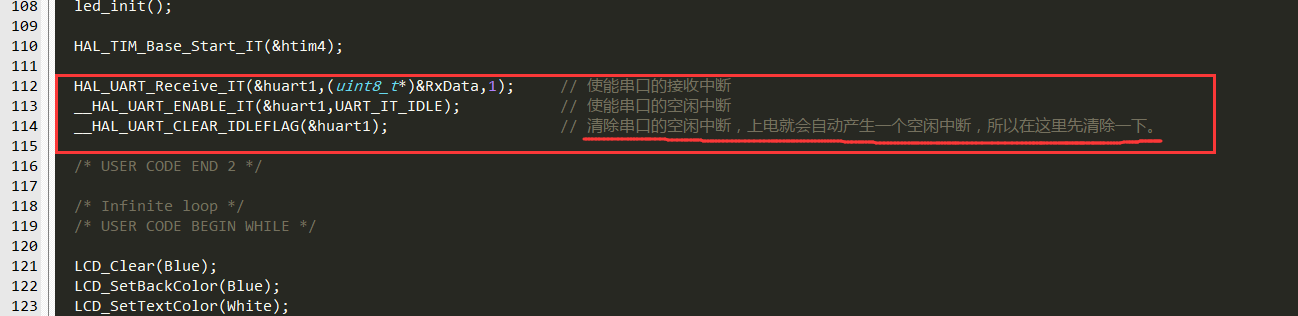 108 led_init();
109
110 HAL_TIM_Base_Start_IT(&htim4);
111
112 HAL_UART_Receive_IT(&huart1,(uint8_t*)&RxData,1); // 使能串口的接收中断
113 __HAL_UART_ENABLE_IT(&huart1,UART_IT_IDLE); // 使能串口的空闲中断
114 __HAL_UART_CLEAR_IDLEFLAG(&huart1); // 清除串口的空闲中断，上电就会自动产生一个空闲中断，所以在这里先清除一下。
115
116 /* USER CODE END 2 */
117
118 /* Infinite loop */
119 /* USER CODE BEGIN WHILE */
120
121 LCD_Clear(Blue);
122 LCD_SetBackColor(Blue);
123 LCD_SetTextColor(White);